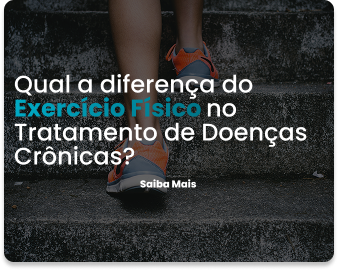 Qual a diferença do
Exercício Físico no
Tratamento de Doenças
Crônicas?
Saiba Mais